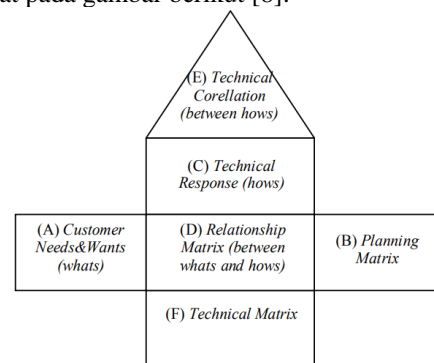 at pada gambar berikut [8].
(E) Technical
Corellation
(between hows)
(C) Technical
Response (hows)
(A) Customer
Needs&Wants
(whats)
(D) Relationship
Matrix (between
whats and hows)
(B) Planning
Matrix
(F) Technical Matrix